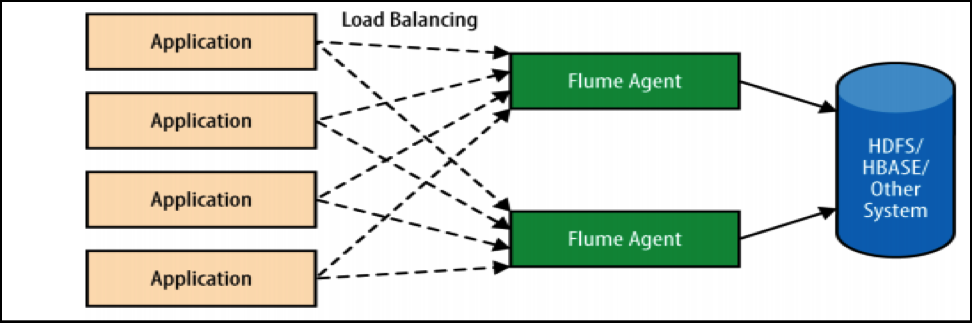 Load Balancing
Application
Application
Application
Application
Flume Agent
Flume Agent
HDFS/
HBASE/
Other
System